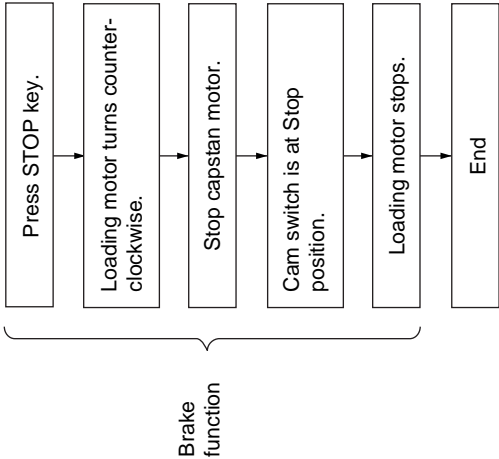 Press STOP key.
Loading motor turns counter-
clockwise.
Stop capstan motor.
Cam switch is at Stop
position.
Loading motor stops.
End
Brake
function